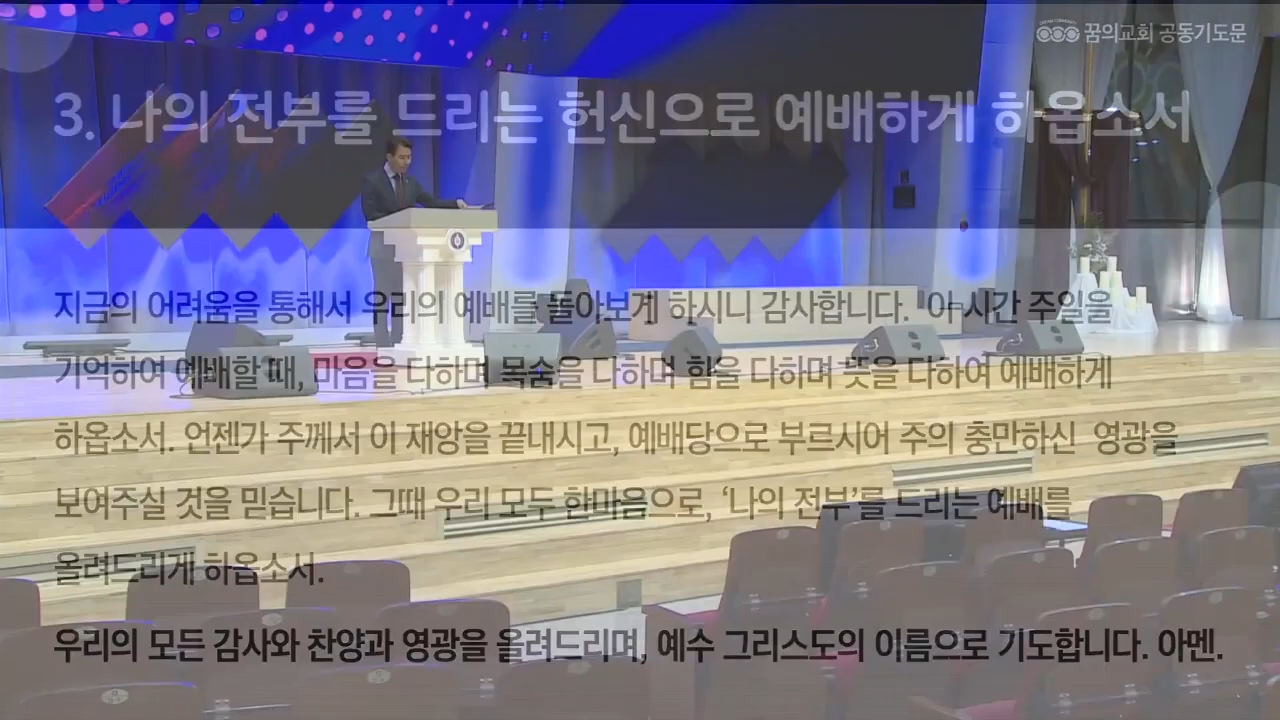 꿈의교회 공동기도문
3. 나의 전부를 드리는 헌신으로 예배하게 하옵소서
지금의 어려움을 통해서 우리의 예배를 돌아보게 하시니 감사합니다. 이 시간 주일을
기억하여 예배할 때, 마음을 다하며 목숨을 다하며 힘을 다하며 뜻을 다하여 예배하게
하옵소서. 언젠가 주께서 이 재앙을 끝내시고, 예배당으로 부르시어 주의 충만하신 영광을
보여주실 것을 믿습니다. 그때 우리 모두 한마음으로, ‘나의 전부’를 드리는 예배를
올려드리게 하옵소서.
우리의 모든 감사와 찬양과 영광을 올려드리며, 예수 그리스도의 이름으로 기도합니다. 아멘.